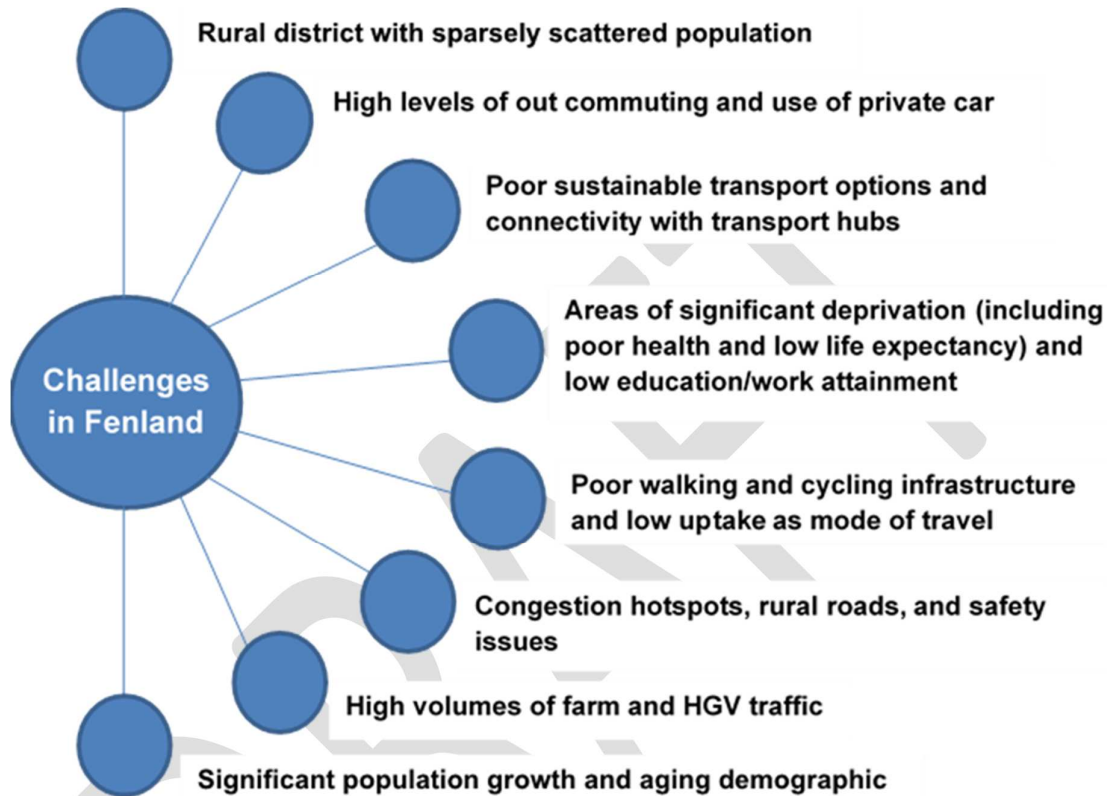 Rural district with sparsely scattered population
High levels of out commuting and use of private car
Poor sustainable transport options and
connectivity with transport hubs
Areas of significant deprivation (including
poor health and low life expectancy) and
low education/work attainment
Challenges
in Fenland
Poor walking and cycling infrastructure
and low uptake as mode of travel
Congestion hotspots, rural roads, and safety
issues
High volumes of farm and HGV traffic
Significant population growth and aging demographic